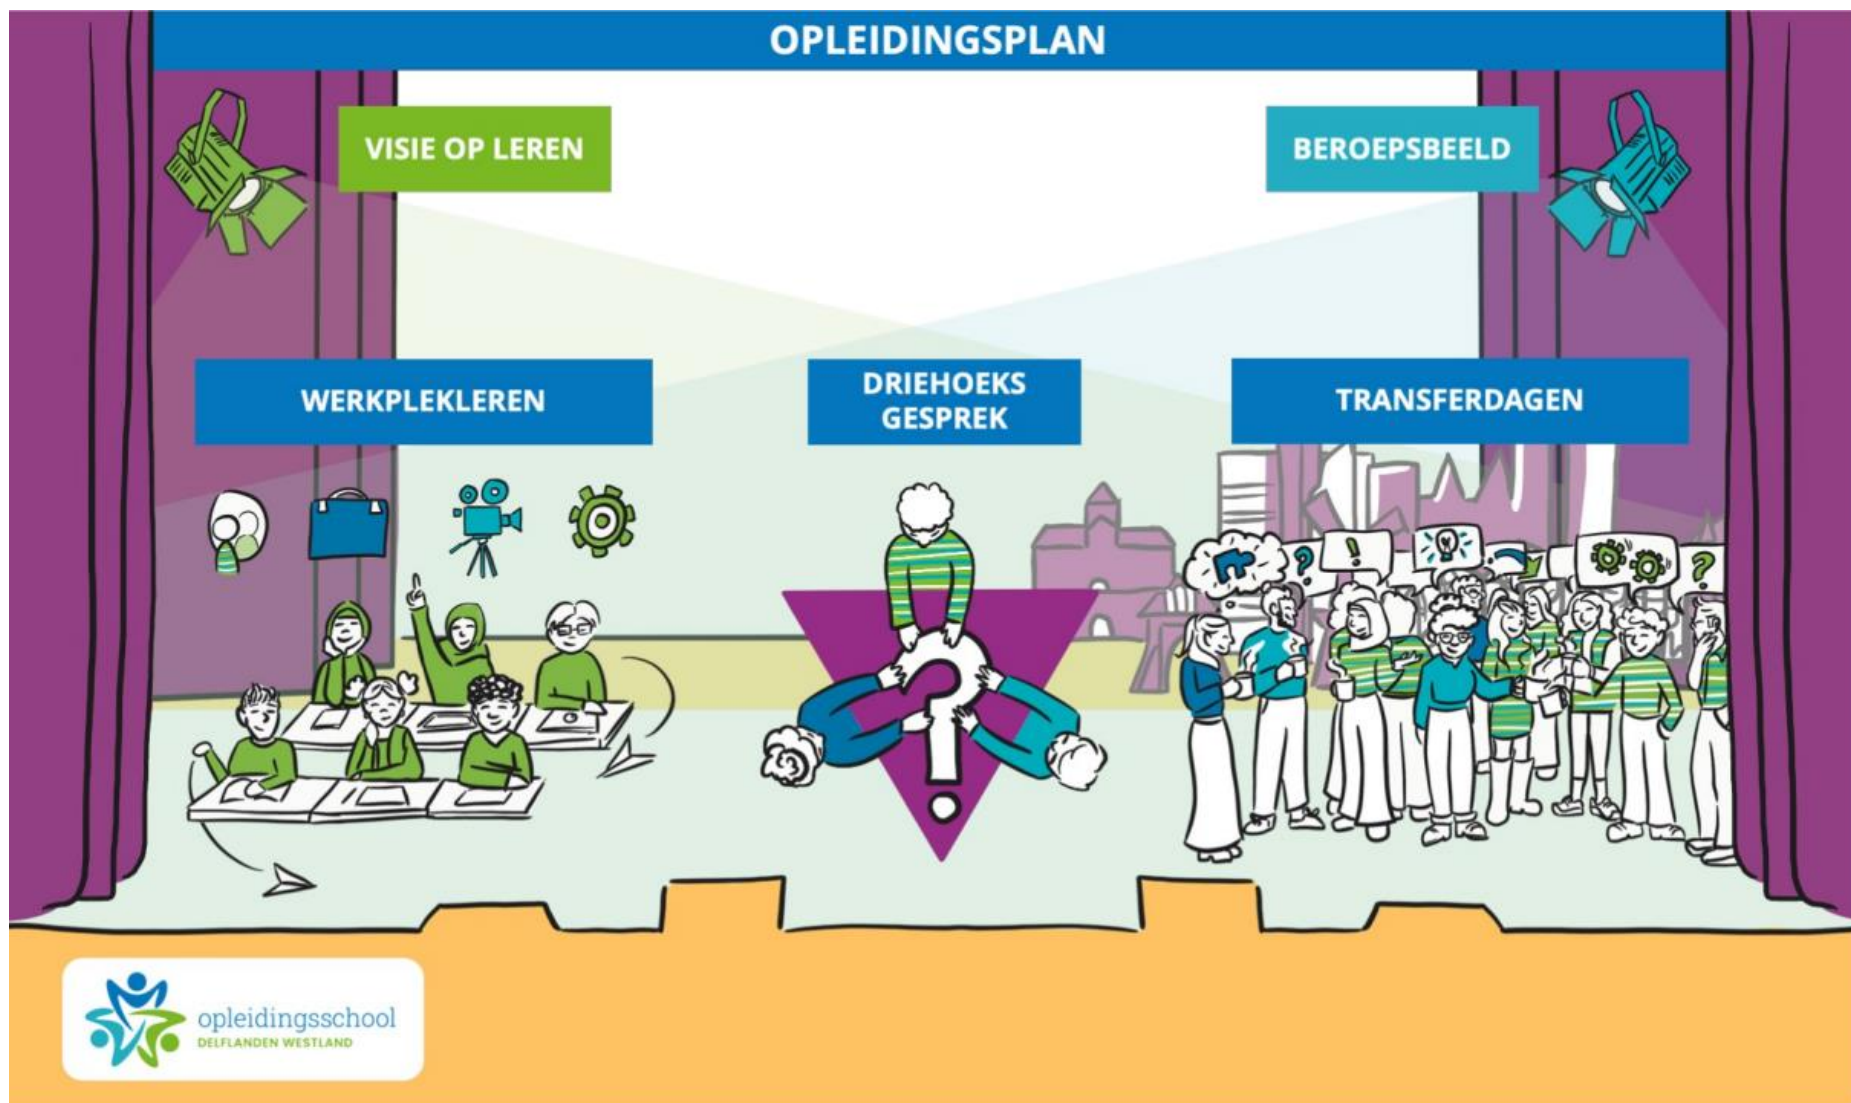 OPLEIDINGSPLAN
VISIE OP LEREN
BEROEPSBEELD
WERKPLEKLEREN
DRIEHOEKS
GESPREK
TRANSFERDAGEN
?
!
?
?
opleidingsschool
DELFLANDEN WESTLAND